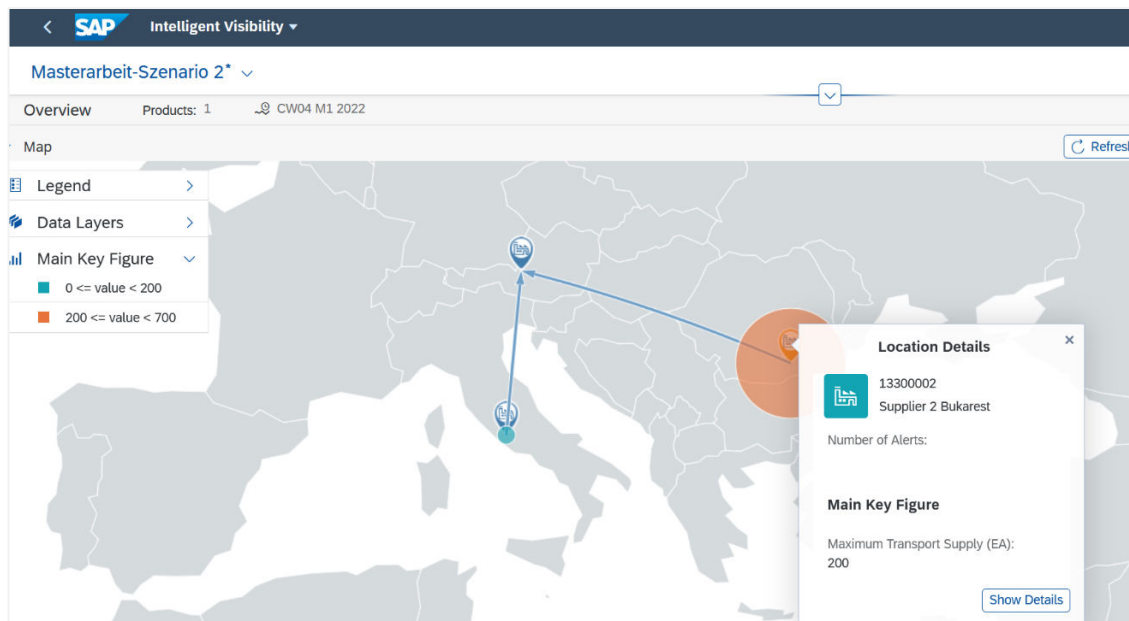 SAP Intelligent Visibility
Masterarbeit-Szenario 2*
Overview Products: 1 CW04 M1 2022
Map
Legend
Data Layers
Main Key Figure
0 <= value < 200
200 <= value < 700
Location Details
13300002
Supplier 2 Bukarest
Number of Alerts:
Main Key Figure
Maximum Transport Supply (EA):
200
Show Details